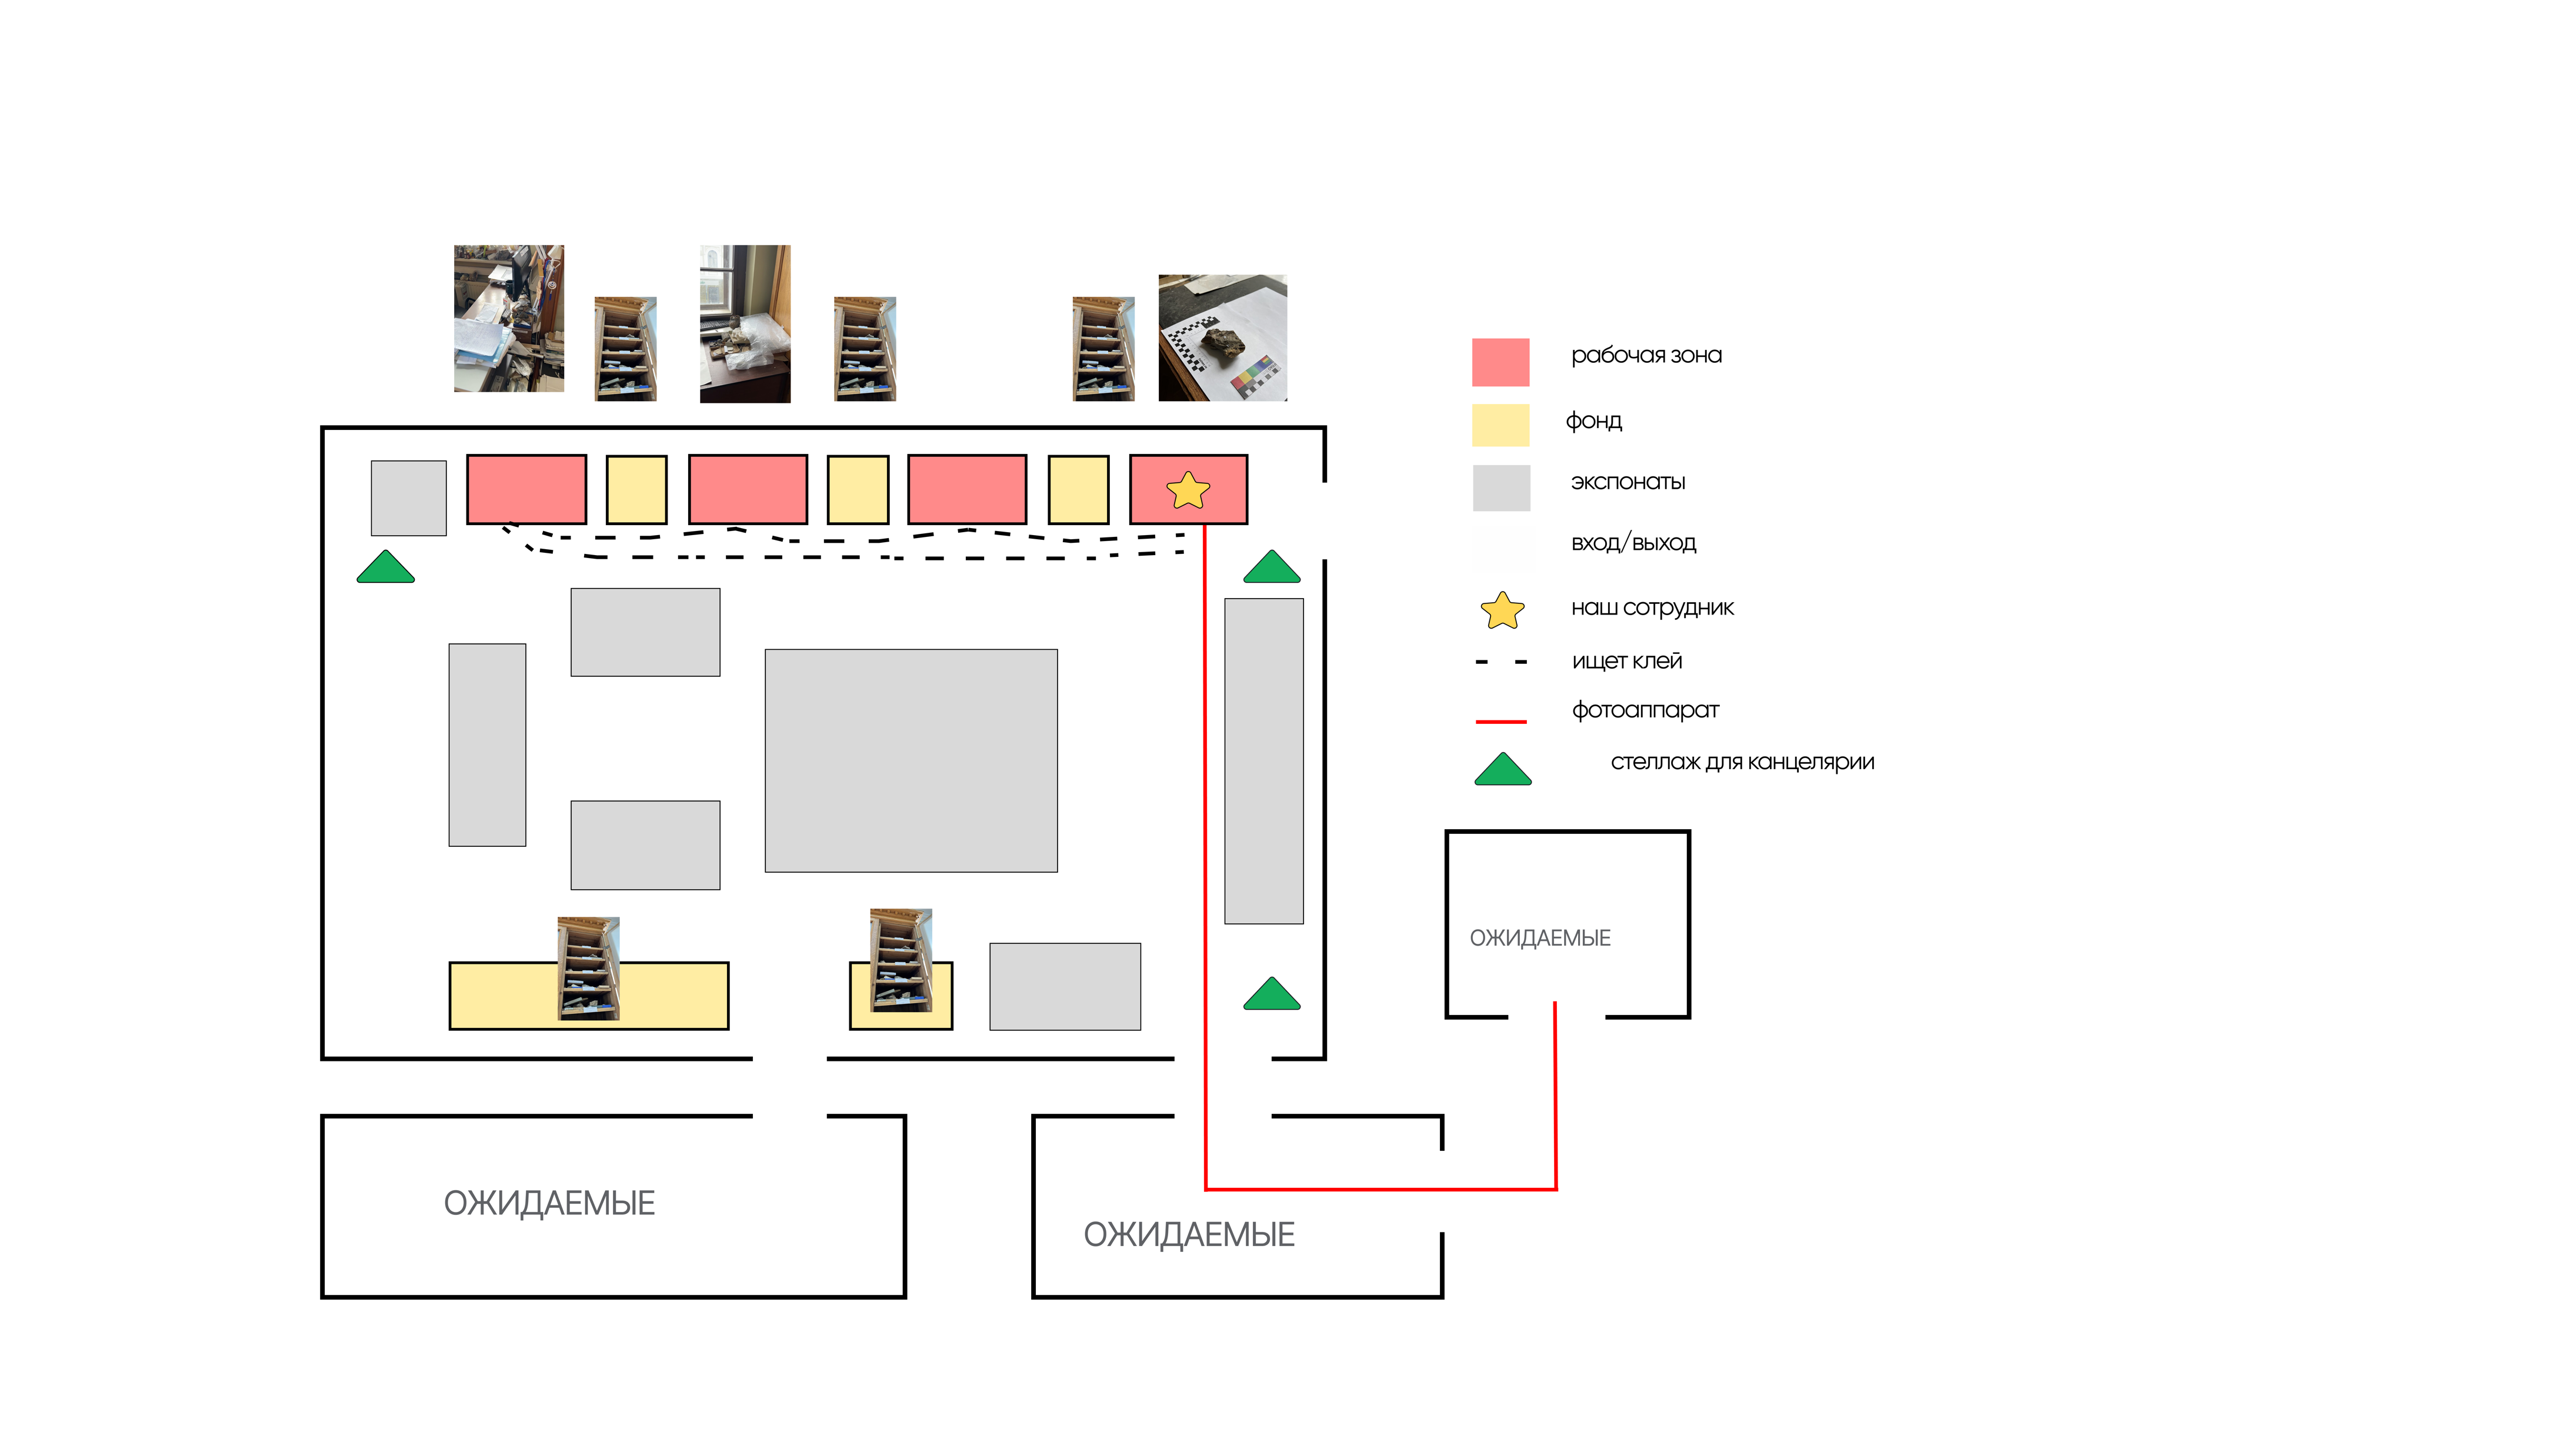 рабочая зона
фонд
экспонаты
вход/выход
наш сотрудник
ищет клей
фотоаппарат
стеллаж для канцелярии
ОЖИДАЕМЫЕ
ОЖИДАЕМЫЕ
ОЖИДАЕМЫЕ